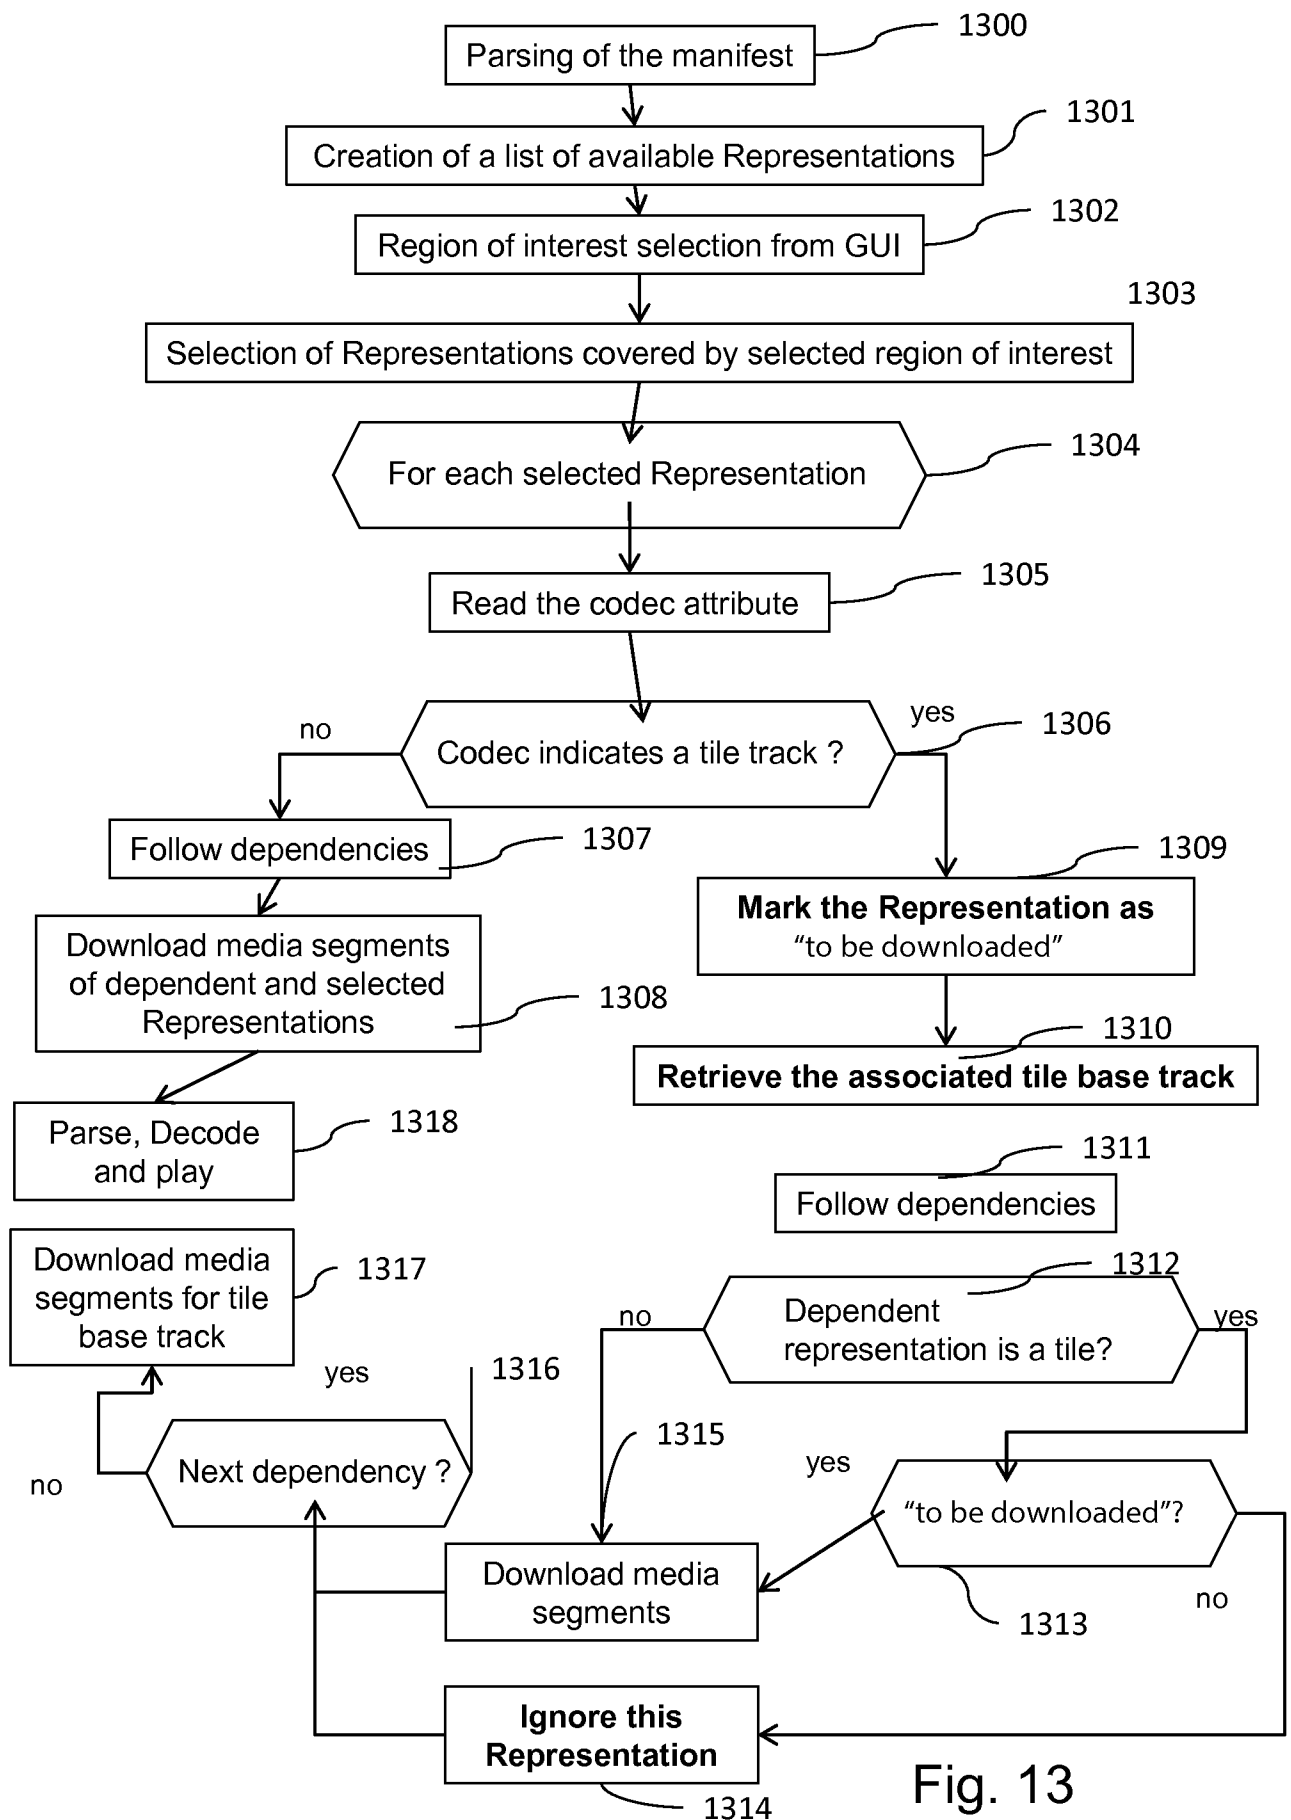 1300
Parsing of the manifest
1301
Creation of a list of available Representations
1302
Region of interest selection from GUI
1303
Selection of Representations covered by selected region of interest
1304
For each selected Representation
1305
Read the codec attribute
no
yes
1306
Codec indicates a tile track ?
1307
Follow dependencies
1309
Mark the Representation as
“to be downloaded”
Download media segments
of dependent and selected
Representations
1308
1310
Retrieve the associated tile base track
1318
Parse, Decode
and play
1311
Follow dependencies
Download media
segments for tile
base track
1317
1312
no
Dependent
representation is a tile?
yes
yes
1316
1315
Next dependency ?
no
yes
“to be downloaded”?
Download media
segments
no
1313
Ignore this
Representation
1314
Fig. 13